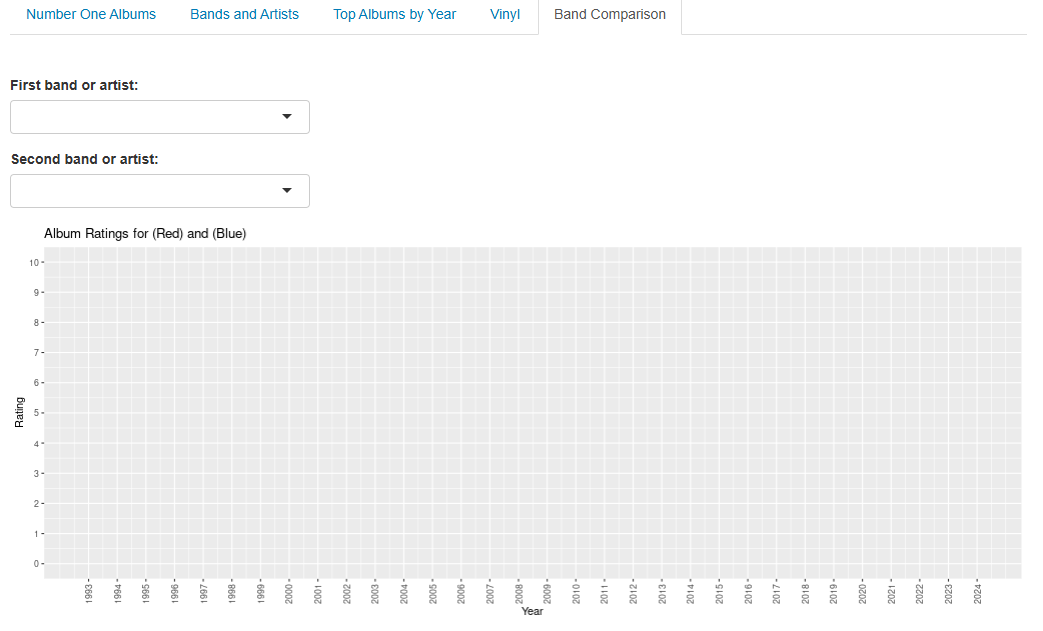 Number One Albums Bands and Artists Top Albums by Year Vinyl Band Comparison
First band or artist:
Second band or artist:
Album Ratings for (Red) and (Blue)
10
9
8
7
6
5
4
3
2
1
0
Rating
1993 1994 1995 1996 1997 1998 1999 2000 2001 2002 2003 2004 2005 2006 2007 2008 2009 2010 2011 2012 2013 2014 2015 2016 2017 2018 2019 2020 2021 2022 2023 2024
Year